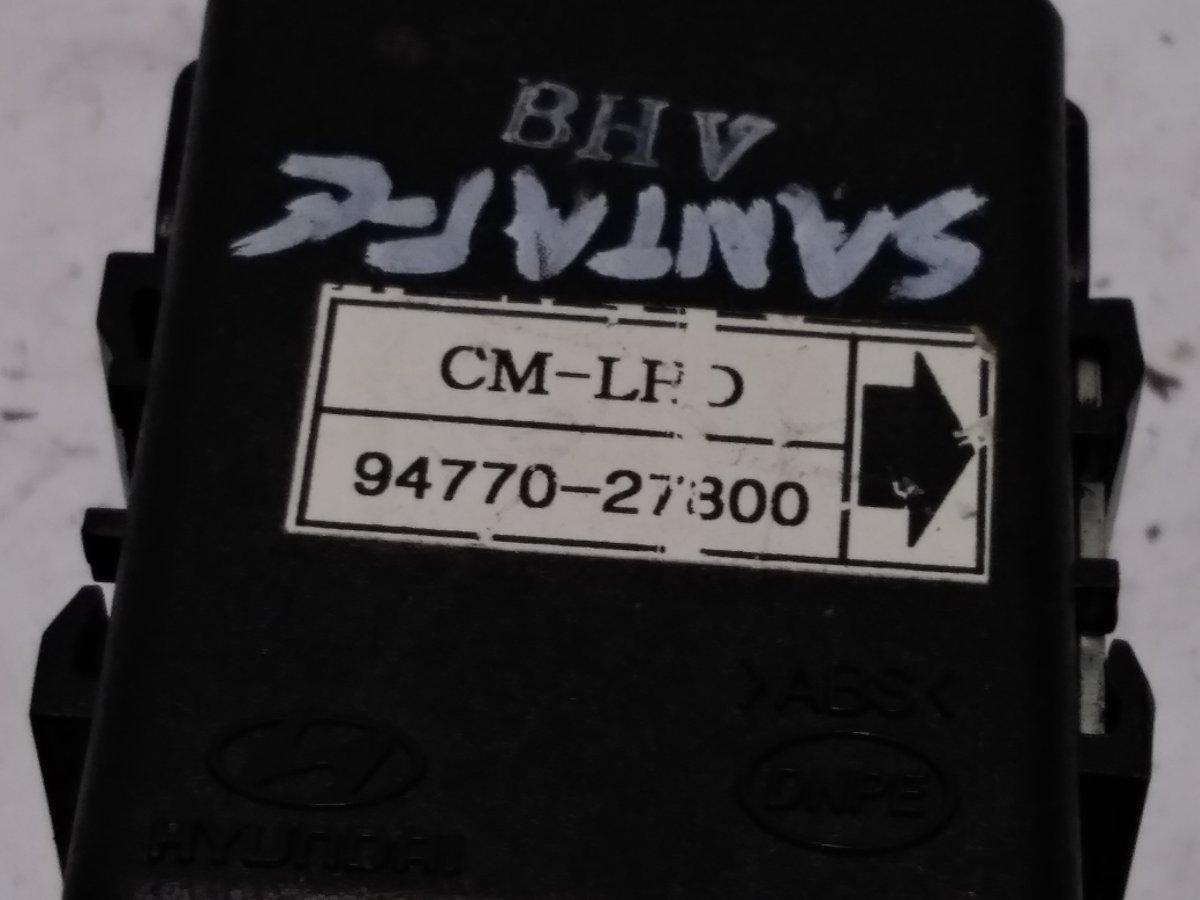 BHV
SANTAFE
CM-LHD
94770-27800
>ABS<
DNPE
HYUNDAI